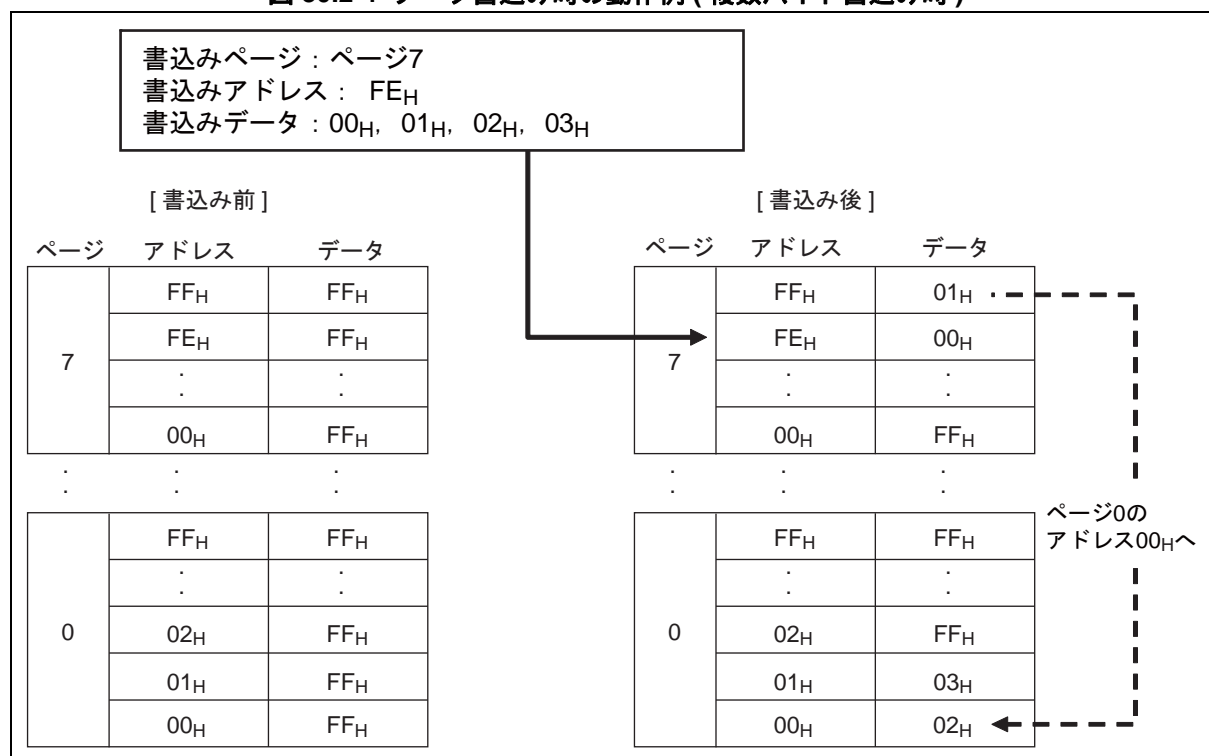 書込みページ：ページ7
書込みアドレス： FEH
書込みデータ：00H, 01H, 02H, 03H
[ 書込み前 ]
ページ アドレス データ
7
FFH FFH
FEH FFH
: :
00H FFH
: : :
0
FFH FFH
: :
02H FFH
01H FFH
00H FFH
[ 書込み後 ]
ページ アドレス データ
7
FFH 01H
FEH 00H
: :
00H FFH
: : :
0
FFH FFH
: :
02H FFH
01H 03H
00H 02H
ページ0の
アドレス00Hへ